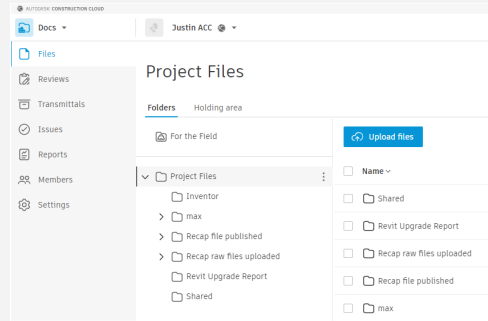 AUTODESK CONSTRUCTION CLOUD
Docs
Justin ACC
Files
Reviews
Transmittals
Issues
Reports
Members
Settings
Project Files
Folders Holding area
For the Field
Project Files
Inventor
max
Recap file published
Recap raw files uploaded
Revit Upgrade Report
Shared
Upload files
Name
Shared
Revit Upgrade Report
Recap raw files uploaded
Recap file published
max